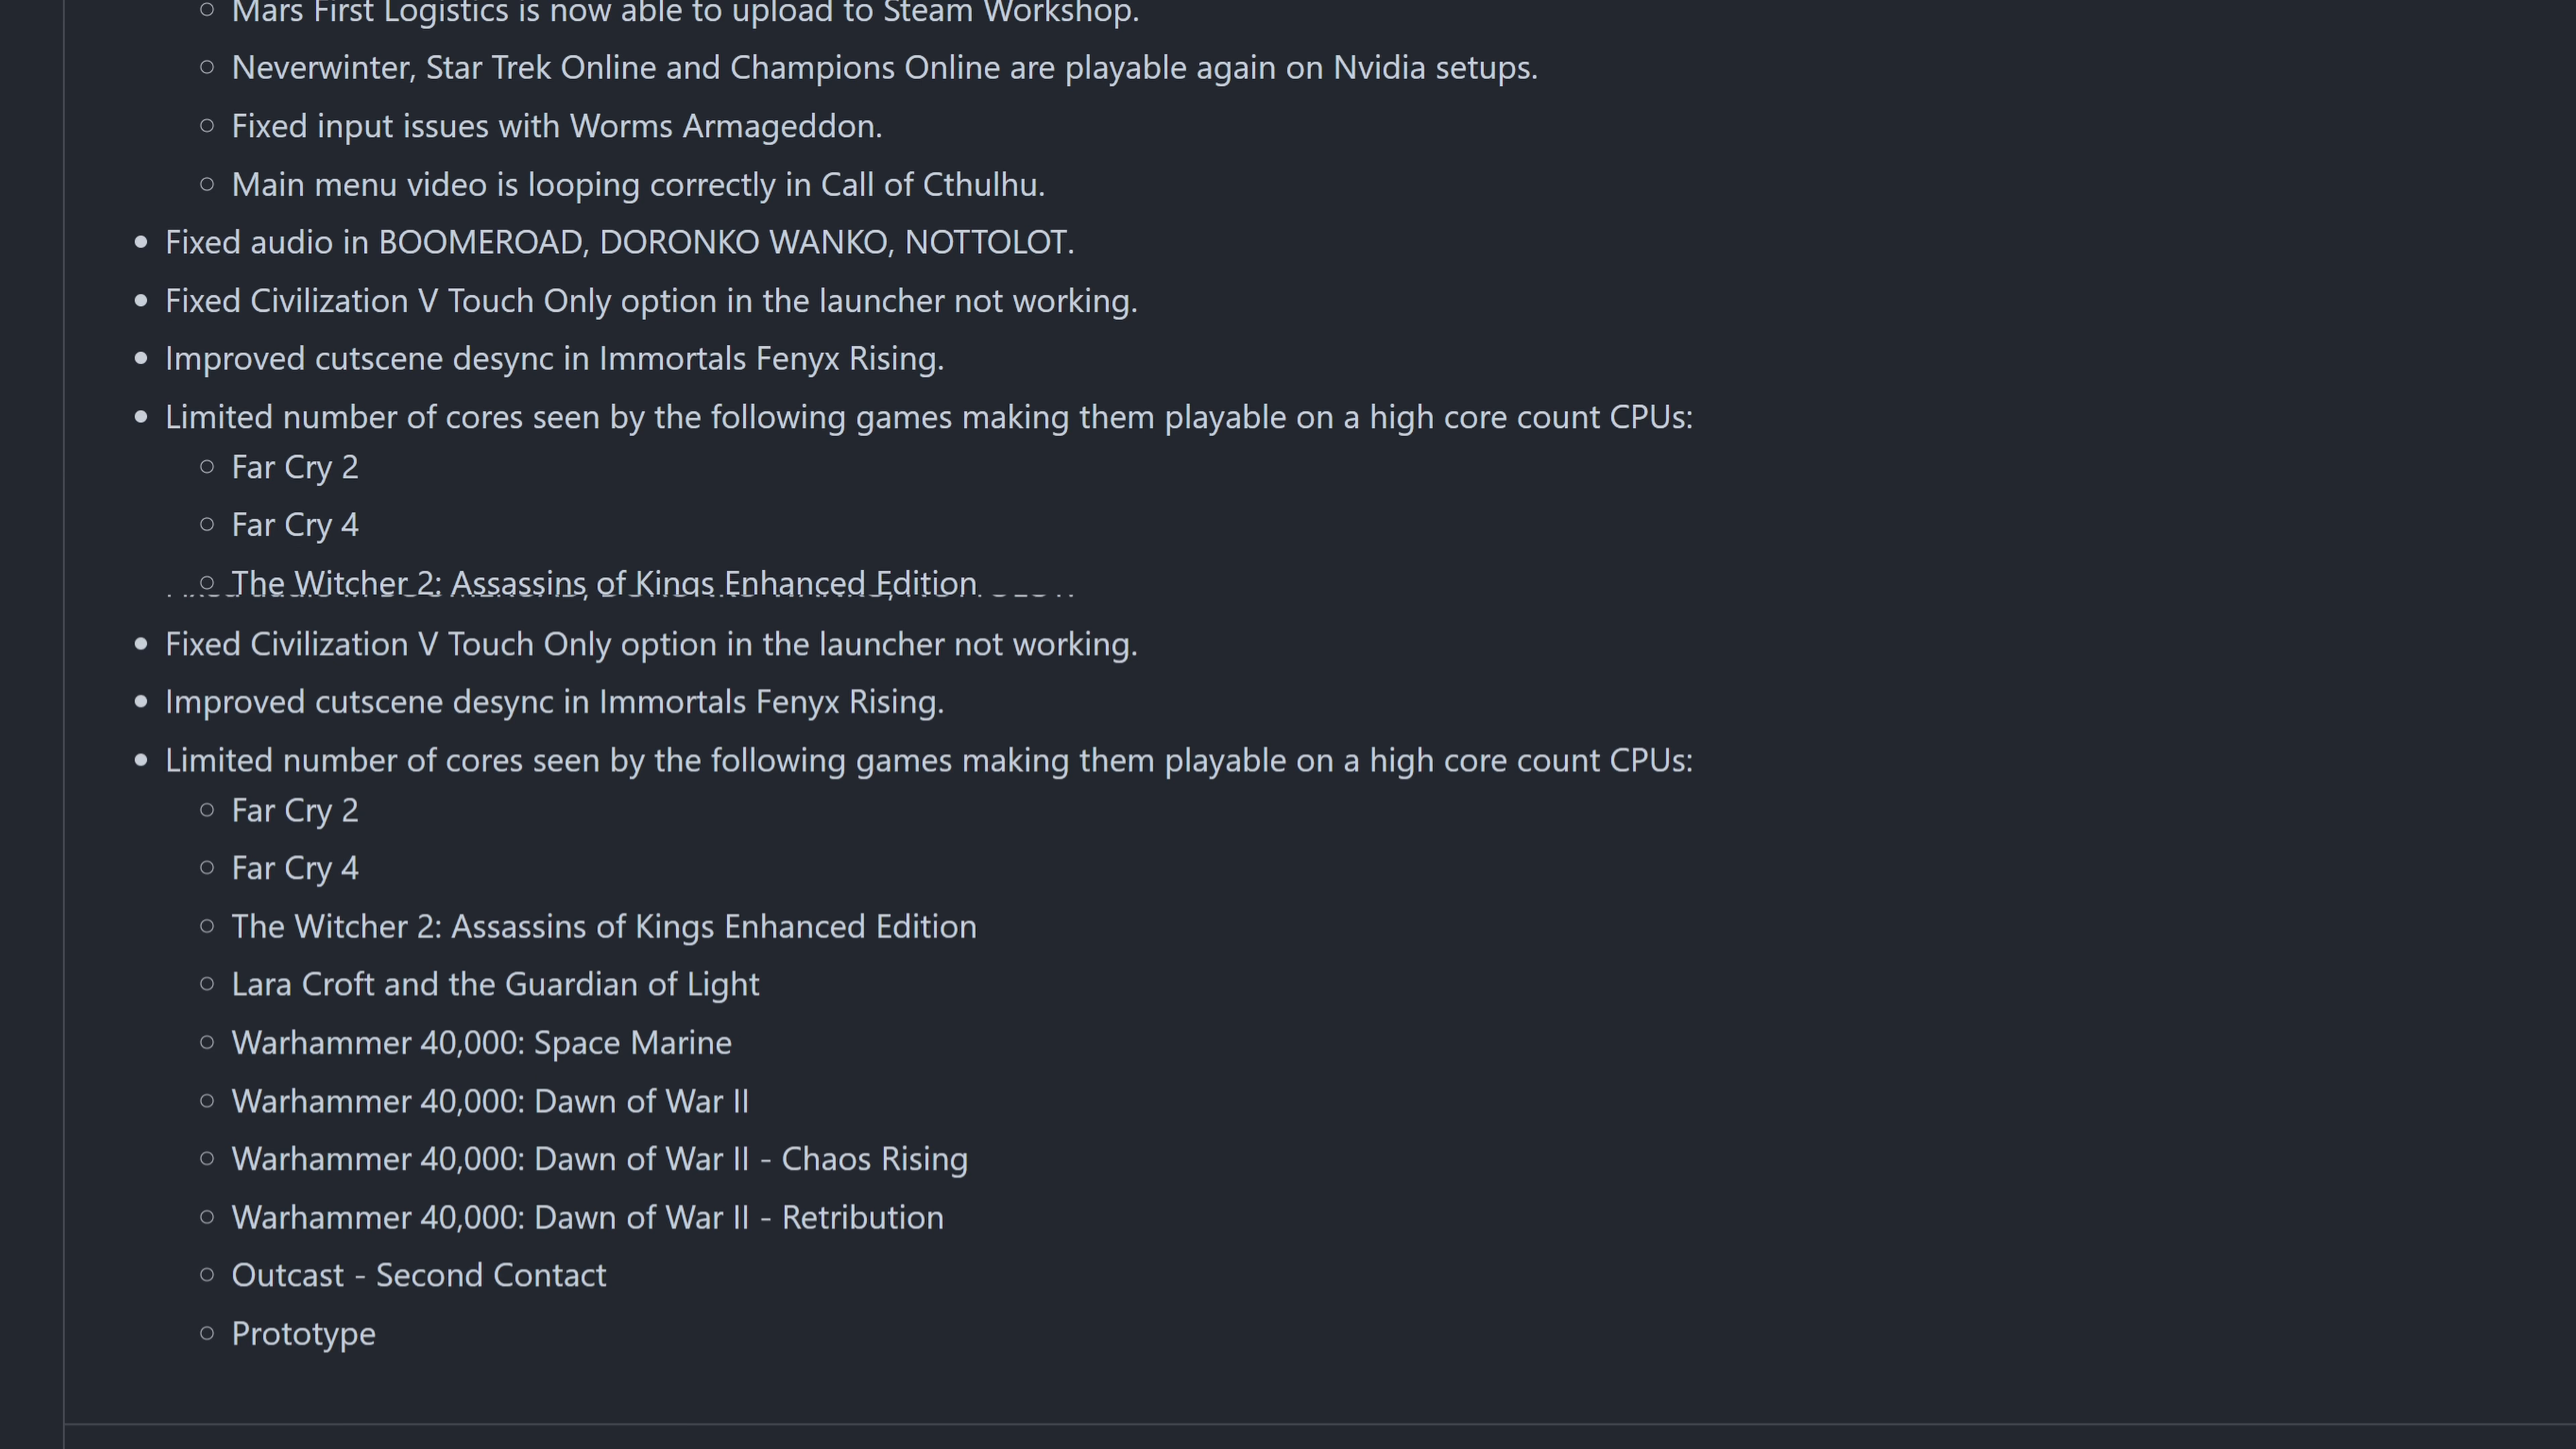 Mars First Logistics is now able to upload to Steam Workshop.
Neverwinter, Star Trek Online and Champions Online are playable again on Nvidia setups.
Fixed input issues with Worms Armageddon.
Main menu video is looping correctly in Call of Cthulhu.
Fixed audio in BOOMEROAD, DORONKO WANKO, NOTTOLOT.
Fixed Civilization V Touch Only option in the launcher not working.
Improved cutscene desync in Immortals Fenyx Rising.
Limited number of cores seen by the following games making them playable on a high core count CPUs:
Far Cry 2
Far Cry 4
The Witcher 2: Assassins of Kings Enhanced Edition
Fixed Civilization V Touch Only option in the launcher not working.
Improved cutscene desync in Immortals Fenyx Rising.
Limited number of cores seen by the following games making them playable on a high core count CPUs:
Far Cry 2
Far Cry 4
The Witcher 2: Assassins of Kings Enhanced Edition
Lara Croft and the Guardian of Light
Warhammer 40,000: Space Marine
Warhammer 40,000: Dawn of War II
Warhammer 40,000: Dawn of War II - Chaos Rising
Warhammer 40,000: Dawn of War II - Retribution
Outcast - Second Contact
Prototype